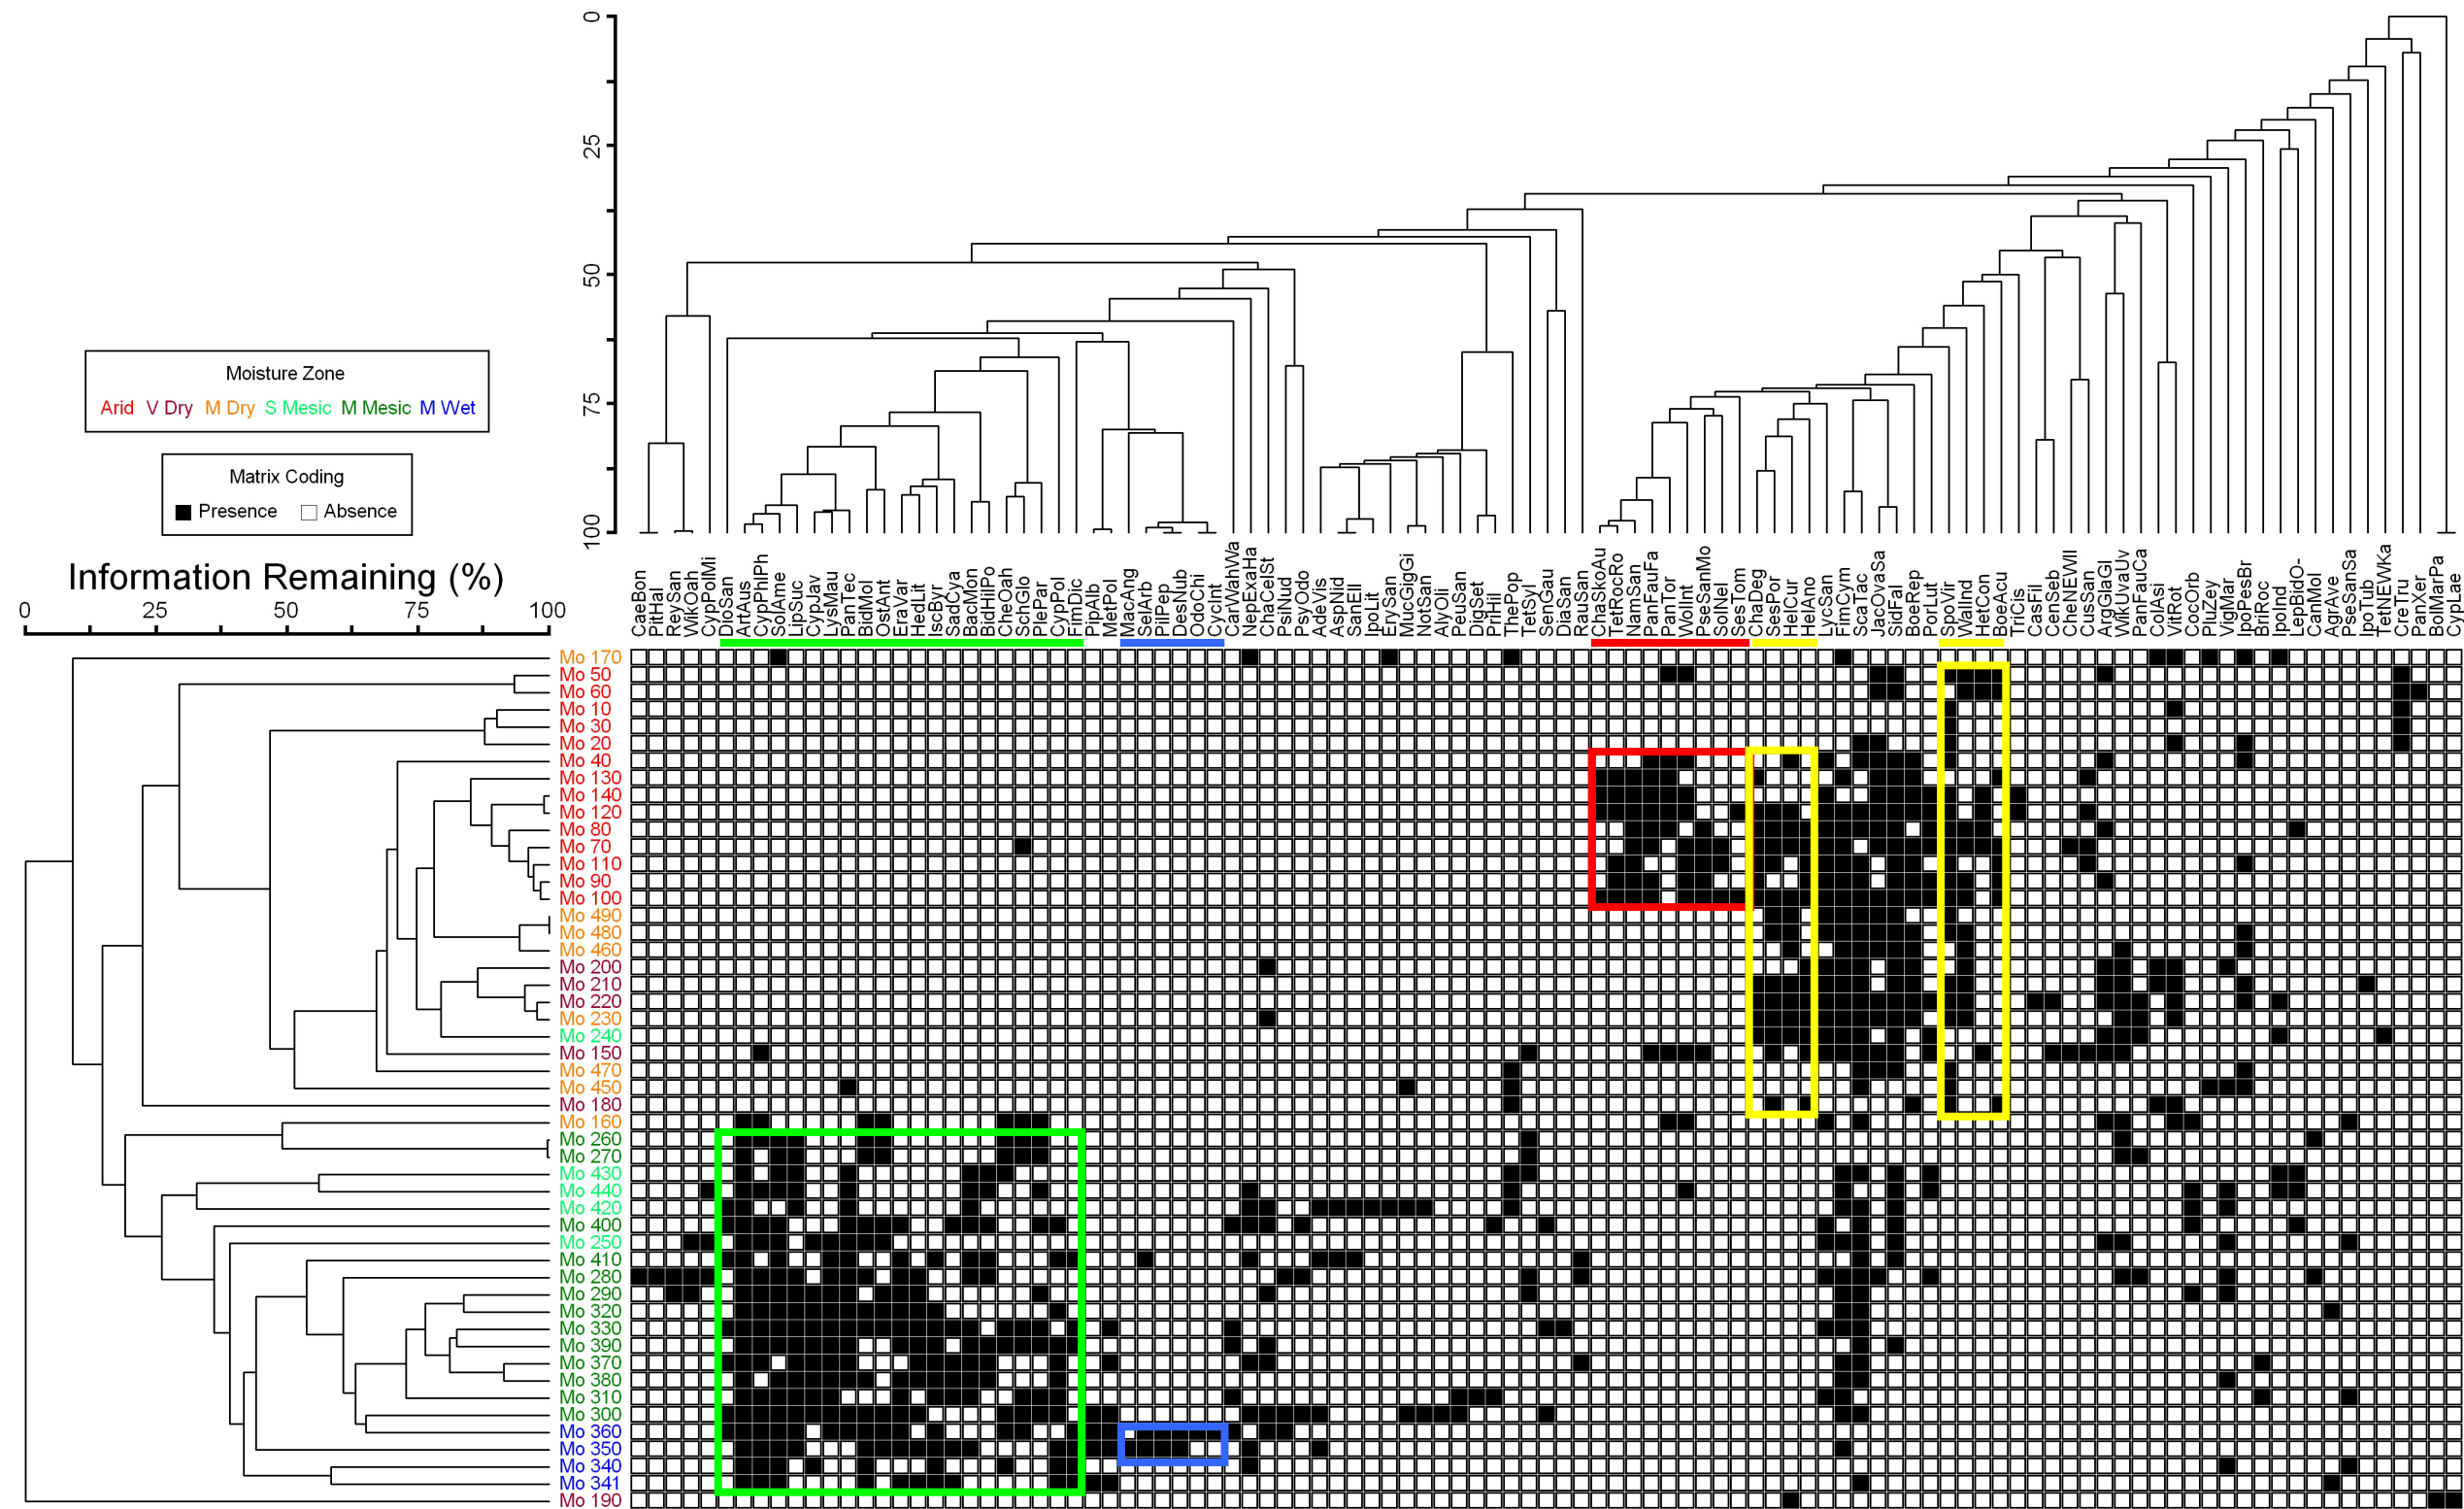 0
25
50
75
100
Moisture Zone
Arid V Dry M Dry S Mesic M Mesic M Wet
Matrix Coding
Presence Absence
Information Remaining (%)
0 25 50 75 100
CaeBon
PitHal
ReySan
WikOah
CypPolMi
DioSan
ArtAus
CypPhlPh
SolAme
LipSuc
CypJav
LysMau
PanTec
BidMol
OstAnt
EraVar
HedLit
IscByr
SadCya
BacMon
BidHilPo
CheOah
SchGlo
PlePar
CypPol
FimDic
PipAlb
MetPol
MacAng
SelArb
PilPep
DesNub
OdoChi
CycInt
CarWahWa
NepExaHa
ChaCelSt
PsiNud
PsyOdo
AdeVis
AspNid
SanEll
IpoLit
ErySan
MucGigGi
NotSan
AlyOli
PeuSan
DigSet
PriHil
ThePop
TetSyl
SenGau
DiaSan
RauSan
ChaSkoAu
TetRocRo
NamSan
PanFauFa
PanTor
WolInt
PseSanMo
SolNel
SesTom
ChaDeg
SesPor
HelCur
HelAno
LycSan
FimCym
ScaTac
JacOvaSa
SidFal
BoeRep
PorLut
SpoVir
WalInd
HetCon
BoeAcu
TriCis
CasFil
CenSeb
CheNEWII
CusSan
ArgGlaGl
WikUvaUv
PanFauCa
ColAsi
VitRot
CocOrb
PluZey
VigMar
IpoPesBr
BriRoc
IpoInd
LepBidO-
CanMol
AgrAve
PseSanSa
IpoTub
TetNEWKa
CreTru
PanXer
BolMarPa
CypLae
Mo 170
Mo 50
Mo 60
Mo 10
Mo 30
Mo 20
Mo 40
Mo 130
Mo 140
Mo 120
Mo 80
Mo 70
Mo 110
Mo 90
Mo 100
Mo 490
Mo 480
Mo 460
Mo 200
Mo 210
Mo 220
Mo 230
Mo 240
Mo 150
Mo 470
Mo 450
Mo 180
Mo 160
Mo 260
Mo 270
Mo 430
Mo 440
Mo 420
Mo 400
Mo 250
Mo 410
Mo 280
Mo 290
Mo 320
Mo 330
Mo 390
Mo 370
Mo 380
Mo 310
Mo 300
Mo 360
Mo 350
Mo 340
Mo 341
Mo 190